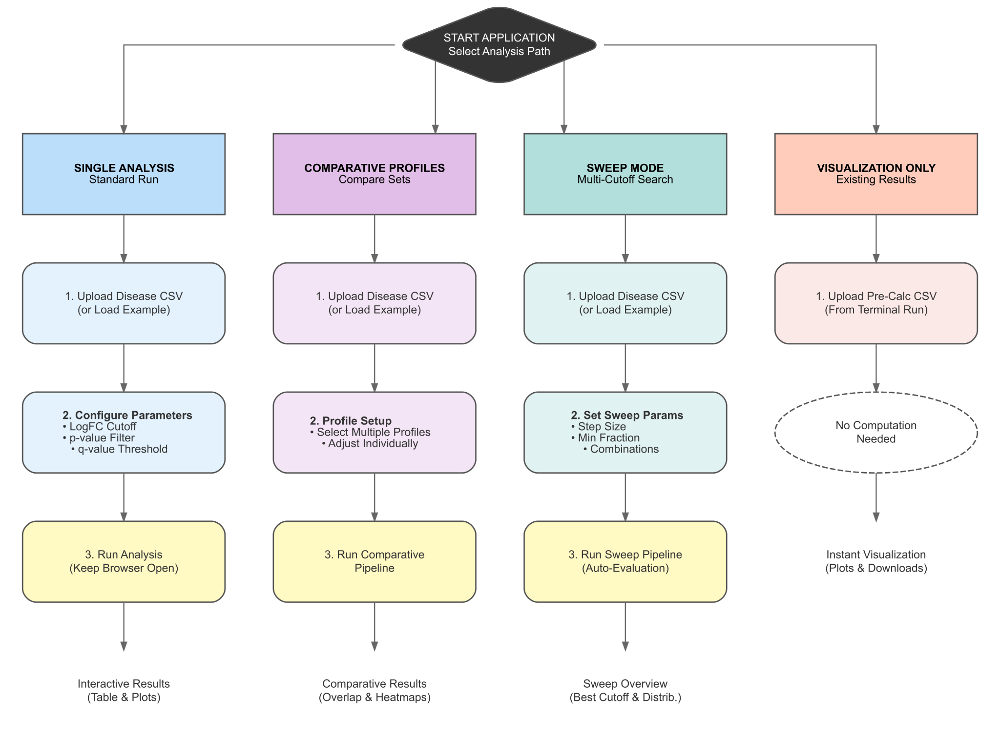 START APPLICATION
Select Analysis Path
SINGLE ANALYSIS
Standard Run
COMPARATIVE PROFILES
Compare Sets
SWEEP MODE
Multi-Cutoff Search
VISUALIZATION ONLY
Existing Results
1. Upload Disease CSV
(or Load Example)
1. Upload Disease CSV
(or Load Example)
1. Upload Disease CSV
(or Load Example)
1. Upload Pre-Calc CSV
(From Terminal Run)
2. Configure Parameters
• LogFC Cutoff
• p-value Filter
• q-value Threshold
2. Profile Setup
• Select Multiple Profiles
• Adjust Individually
2. Set Sweep Params
• Step Size
• Min Fraction
• Combinations
No Computation
Needed
3. Run Analysis
(Keep Browser Open)
3. Run Comparative
Pipeline
3. Run Sweep Pipeline
(Auto-Evaluation)
Instant Visualization
(Plots & Downloads)
Interactive Results
(Table & Plots)
Comparative Results
(Overlap & Heatmaps)
Sweep Overview
(Best Cutoff & Distrib.)